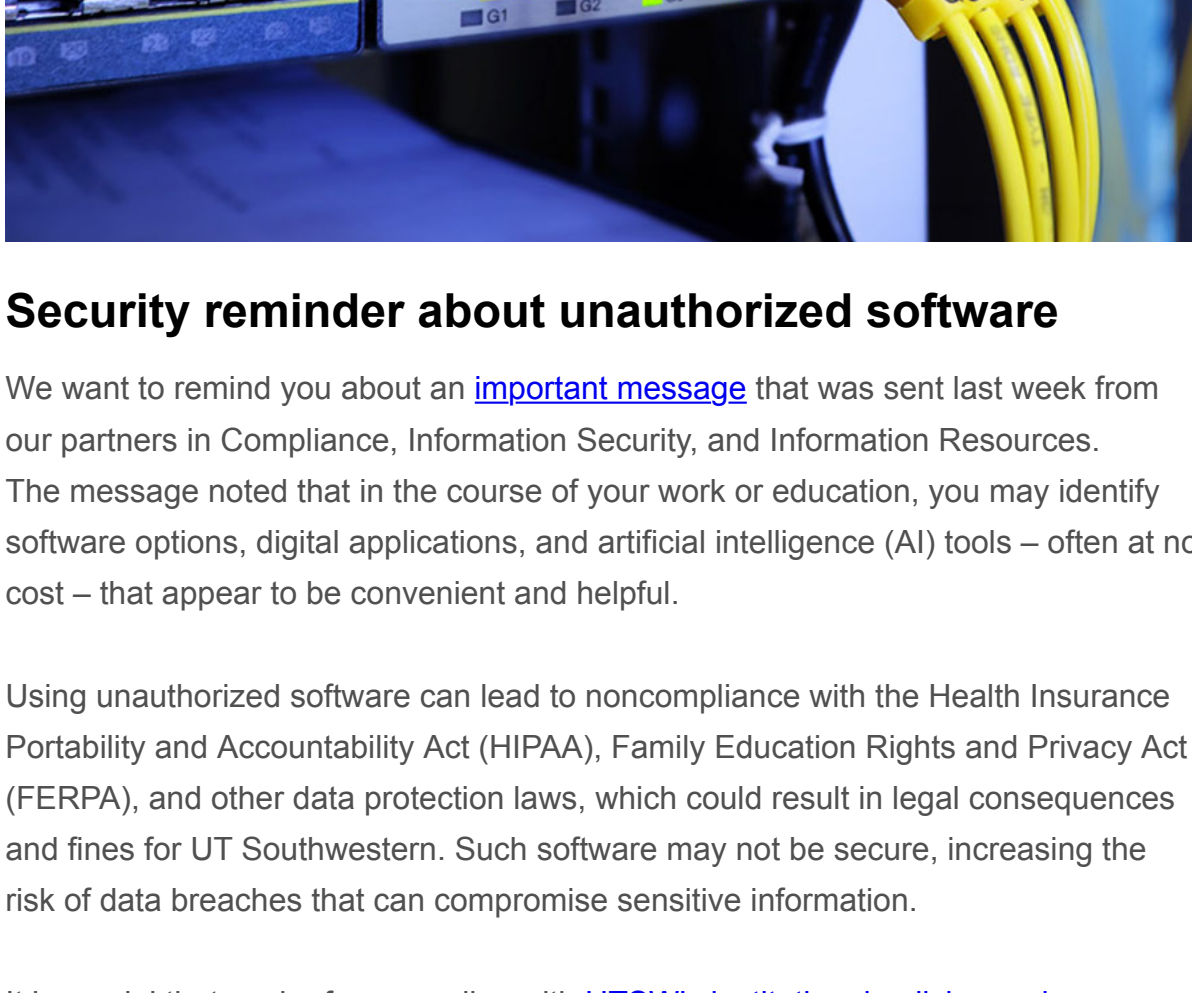 G1 G2
19 20 21 22
Security reminder about unauthorized software
We want to remind you about an important message that was sent last week from
our partners in Compliance, Information Security, and Information Resources.
The message noted that in the course of your work or education, you may identify
software options, digital applications, and artificial intelligence (AI) tools – often at no
cost – that appear to be convenient and helpful.
Using unauthorized software can lead to noncompliance with the Health Insurance
Portability and Accountability Act (HIPAA), Family Education Rights and Privacy Act
(FERPA), and other data protection laws, which could result in legal consequences
and fines for UT Southwestern. Such software may not be secure, increasing the
risk of data breaches that can compromise sensitive information.